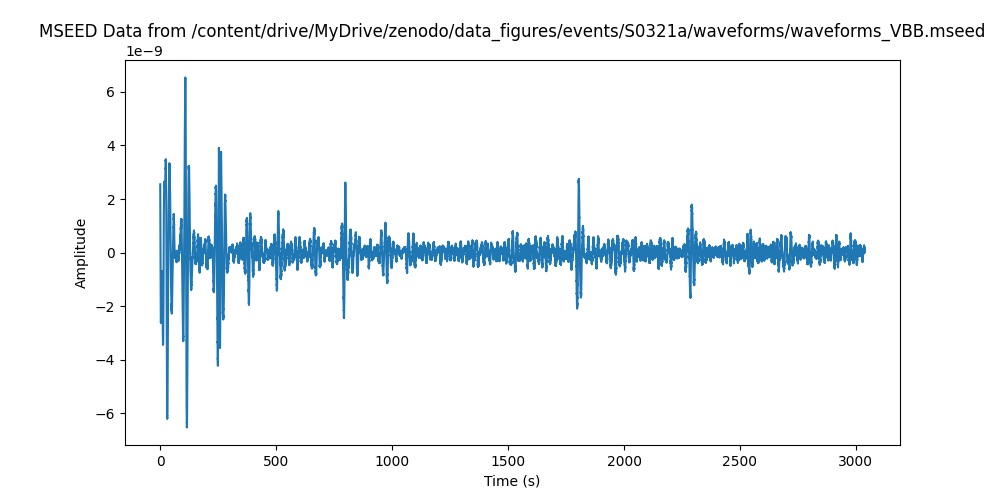 MSEED Data from /content/drive/MyDrive/zenodo/data_figures/events/S0321a/waveforms/waveforms_VBB.mseed
1e−9
6
4
2
0
−2
−4
−6
Amplitude
0 500 1000 1500 2000 2500 3000
Time (s)